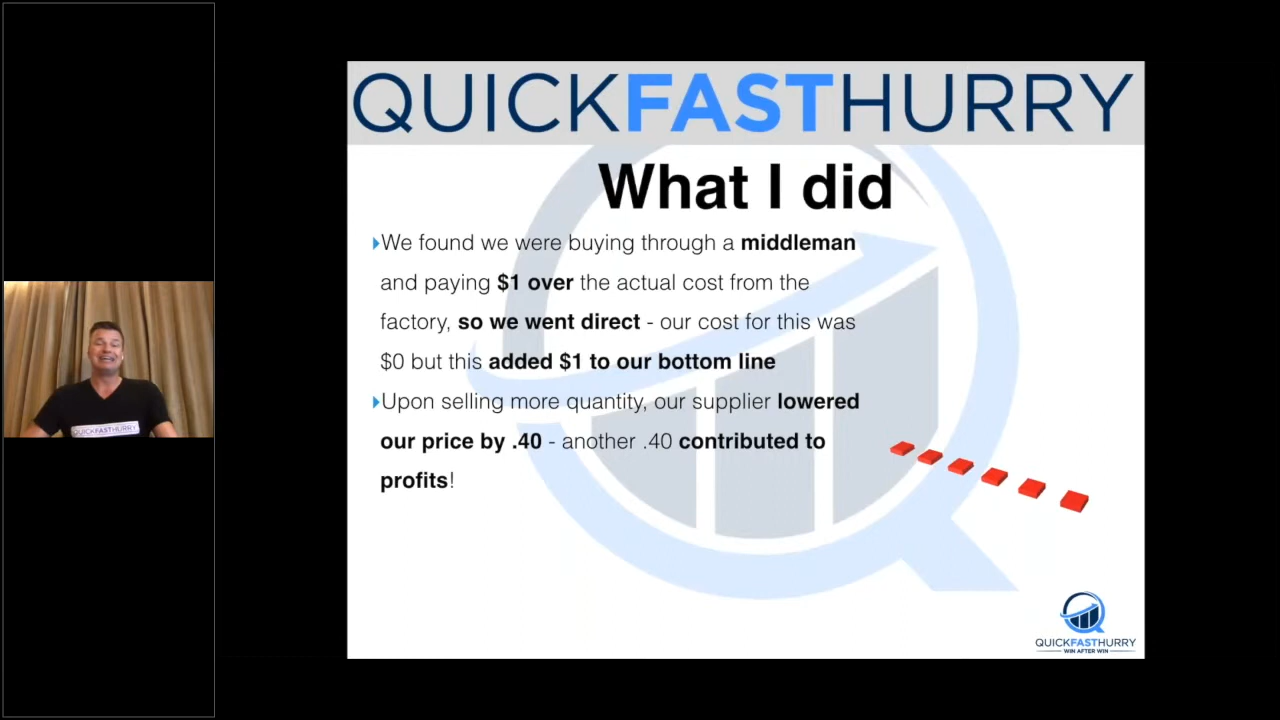 QUICKFASTHURRY
What I did
We found we were buying through a middleman
and paying $1 over the actual cost from the
factory, so we went direct - our cost for this was
$0 but this added $1 to our bottom line
Upon selling more quantity, our supplier lowered
our price by .40 - another .40 contributed to
profits!
QUICKFASTHURRY
QUICKFASTHURRY
WIN AFTER WIN